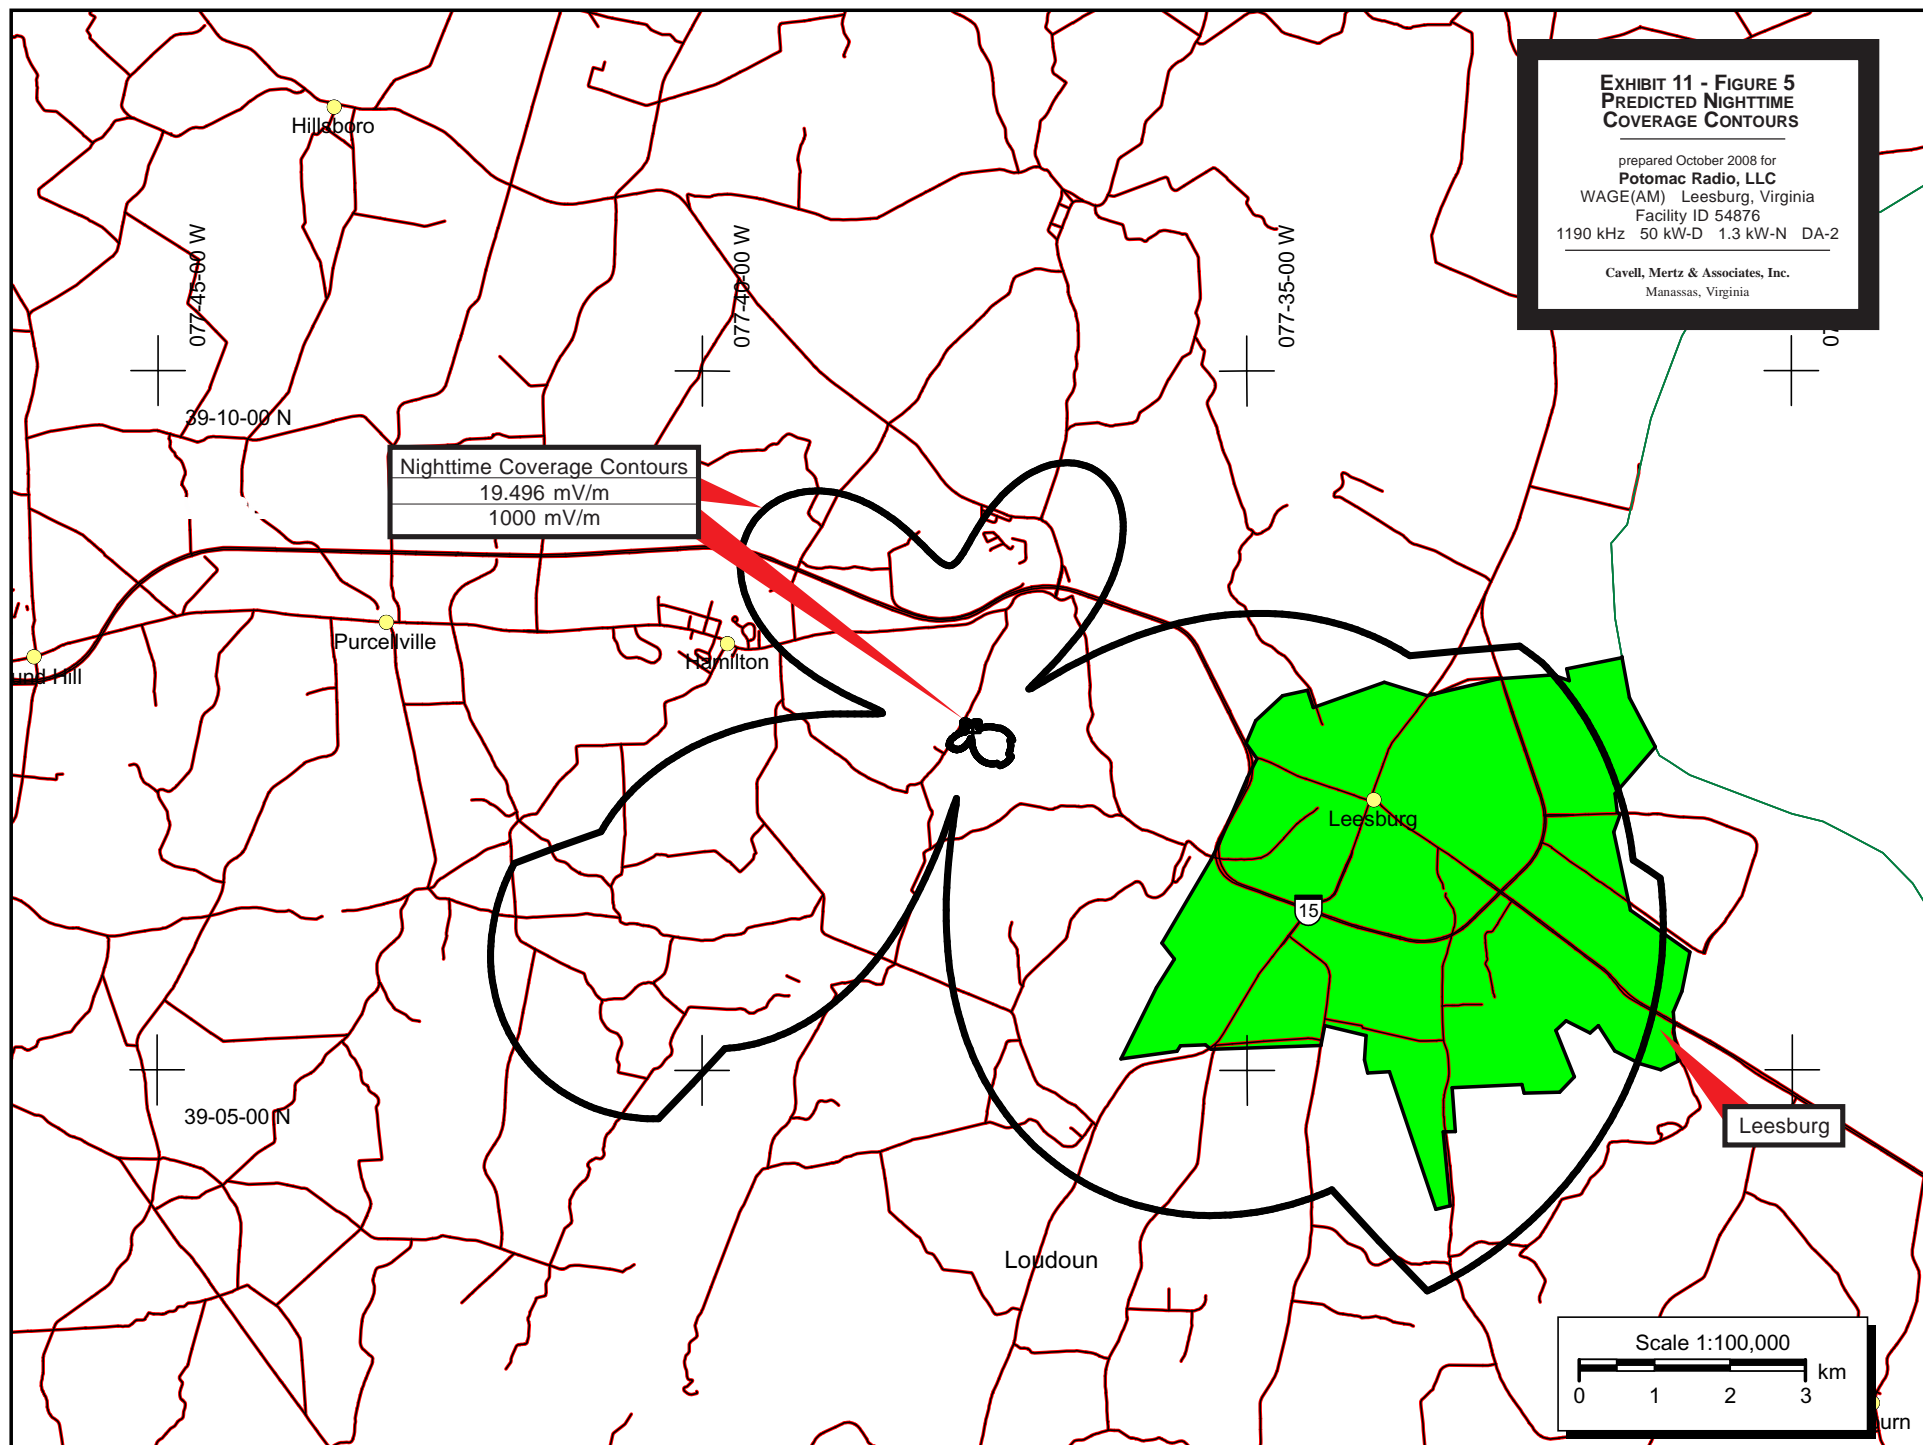 EXHIBIT 11 - FIGURE 5
PREDICTED NIGHTTIME
COVERAGE CONTOURS
prepared October 2008 for
Potomac Radio, LLC
WAGE(AM) Leesburg, Virginia
Facility ID 54876
1190 kHz 50 kW-D 1.3 kW-N DA-2
Cavell, Mertz & Associates, Inc.
Manassas, Virginia
Hillsboro
077-45-00 W
077-40-00 W
077-35-00 W
39-10-00 N
Nighttime Coverage Contours
19.496 mV/m
1000 mV/m
Purcellville
Hamilton
und Hill
Leesburg
15
39-05-00 N
Leesburg
Loudoun
Scale 1:100,000
km
0 1 2 3
urn